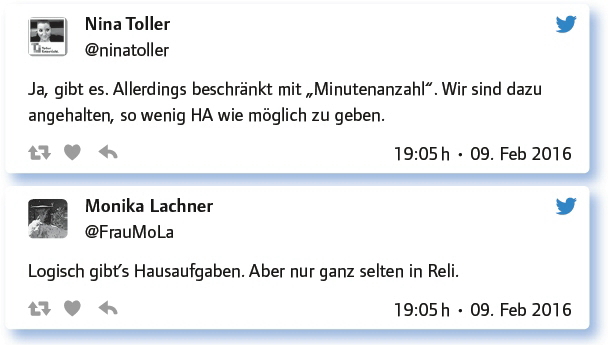 Nina Toller
@ninatoller
Ja, gibt es. Allerdings beschränkt mit „Minutenanzahl“. Wir sind dazu
angehalten, so wenig HA wie möglich zu geben.
19:05 h · 09. Feb 2016
Monika Lachner
@FrauMoLa
Logisch gibt’s Hausaufgaben. Aber nur ganz selten in Reli.
19:05 h · 09. Feb 2016